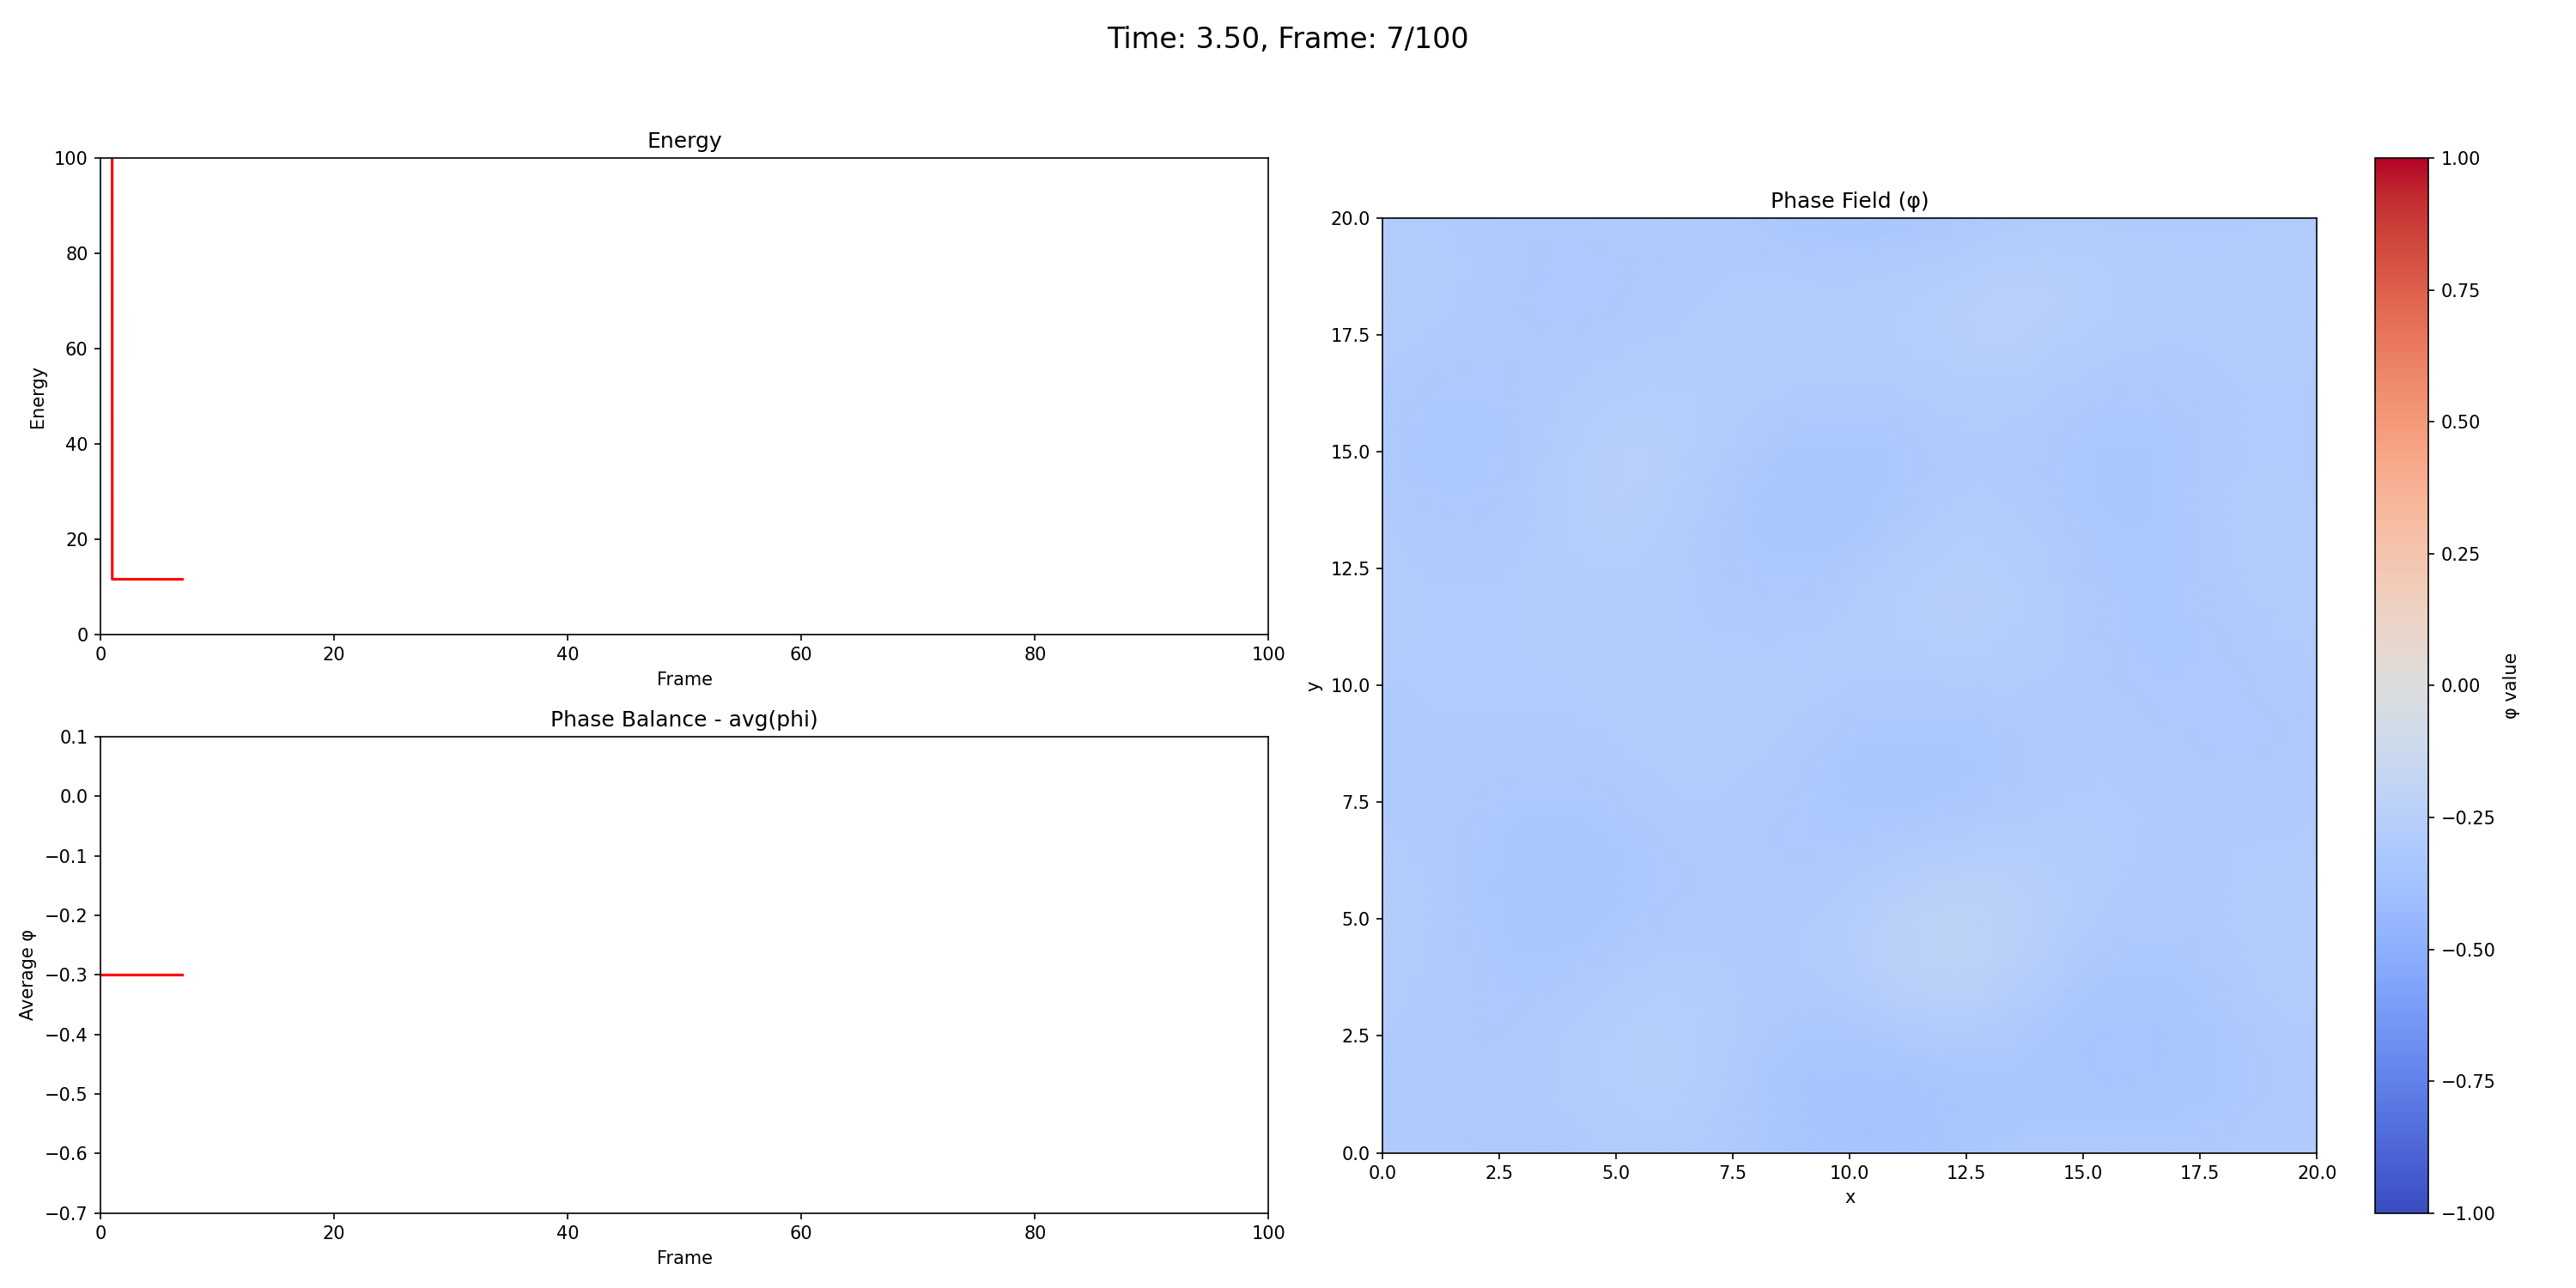 Time: 3.50, Frame: 7/100
Energy
100
80
60
40
20
0
Energy
0 20 40 60 80 100
Frame
Phase Balance - avg(phi)
0.1
0.0
−0.1
−0.2
−0.3
−0.4
−0.5
−0.6
−0.7
Average φ
0 20 40 60 80 100
Frame
Phase Field (φ)
20.0
17.5
15.0
12.5
10.0
7.5
5.0
2.5
0.0
y
0.0 2.5 5.0 7.5 10.0 12.5 15.0 17.5 20.0
x
1.00
0.75
0.50
0.25
0.00
−0.25
−0.50
−0.75
−1.00
φ value